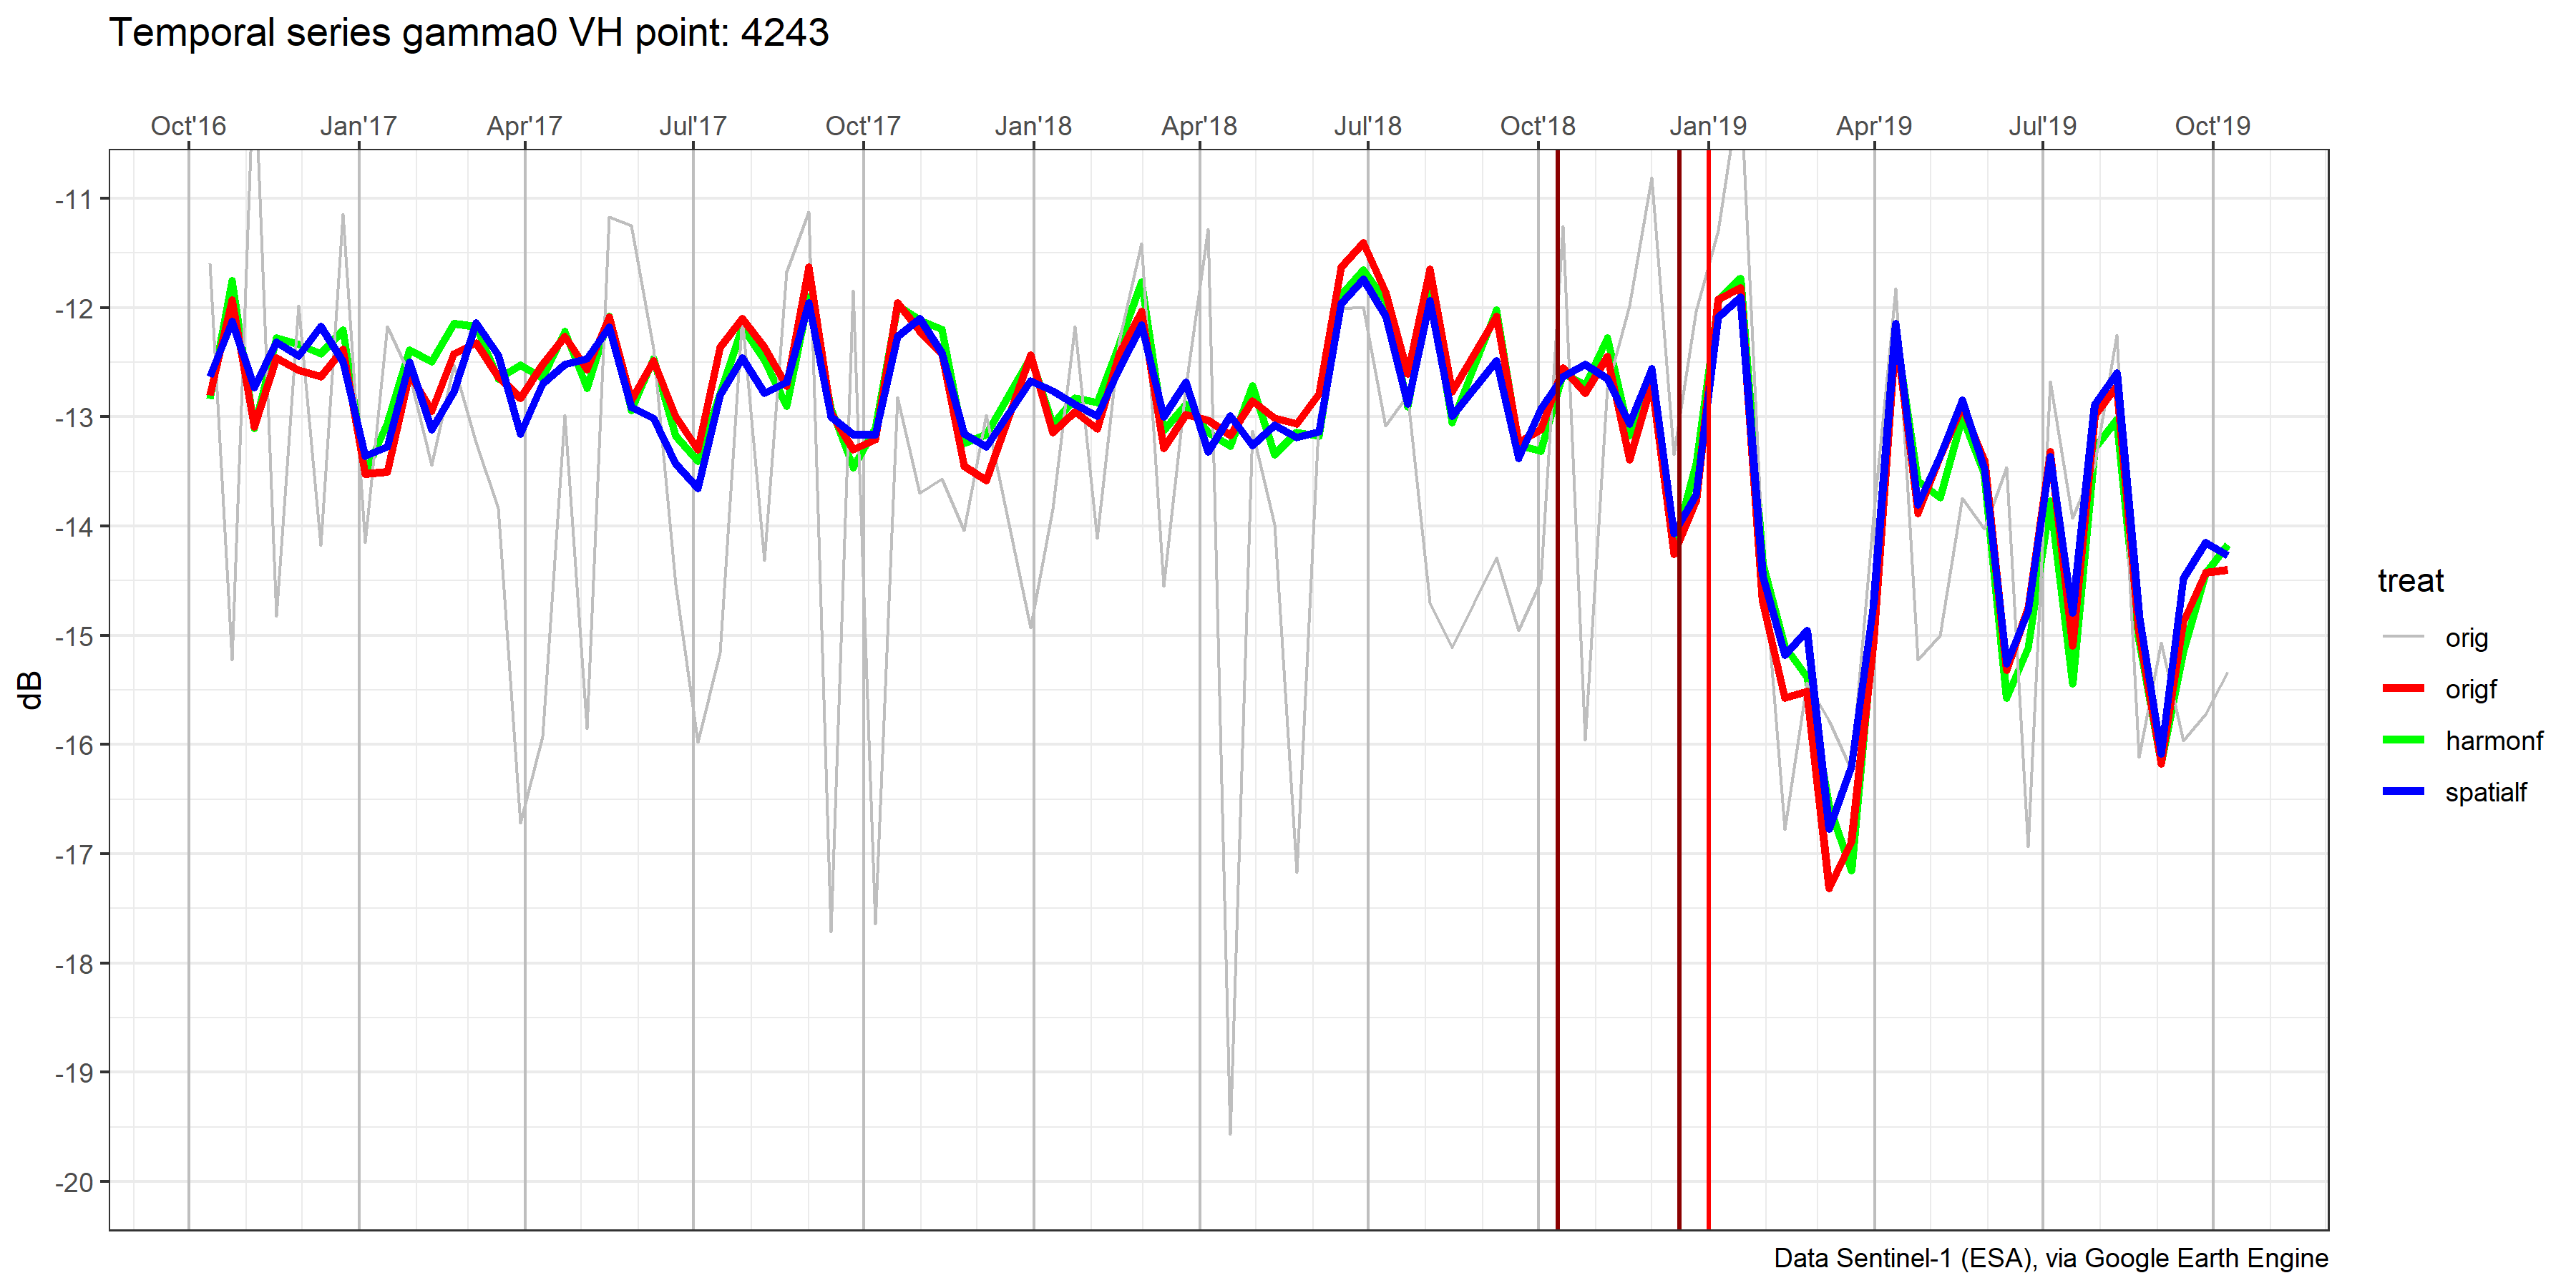 Temporal series gamma0 VH point: 4243
Oct'16 Jan'17 Apr'17 Jul'17 Oct'17 Jan'18 Apr'18 Jul'18 Oct'18 Jan'19 Apr'19 Jul'19 Oct'19
-11
-12
-13
-14
-15
-16
-17
-18
-19
-20
dB
treat
orig
origf
harmonf
spatialf
Data Sentinel-1 (ESA), via Google Earth Engine